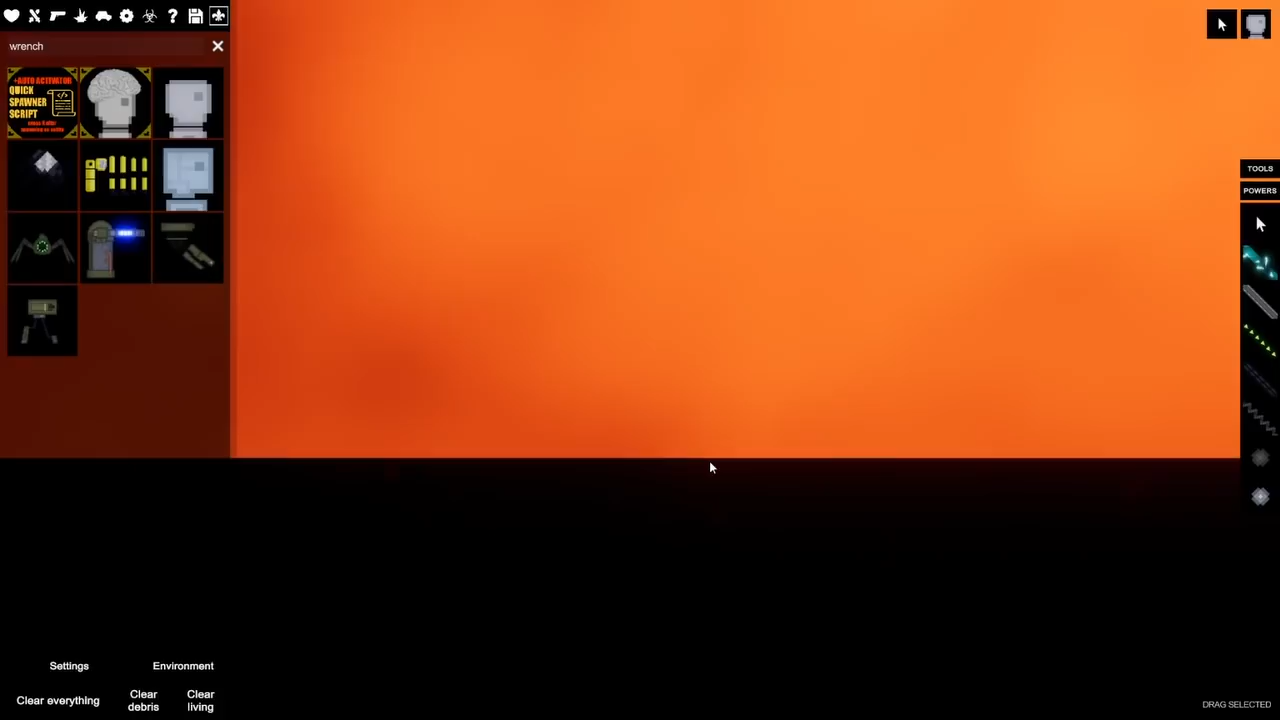 wrench
+AUTO ACTIVATOR
QUICK
SPAWNER
SCRIPT
TOOLS
POWERS
Settings
Environment
Clear everything
Clear
debris
Clear
living
DRAG SELECTED